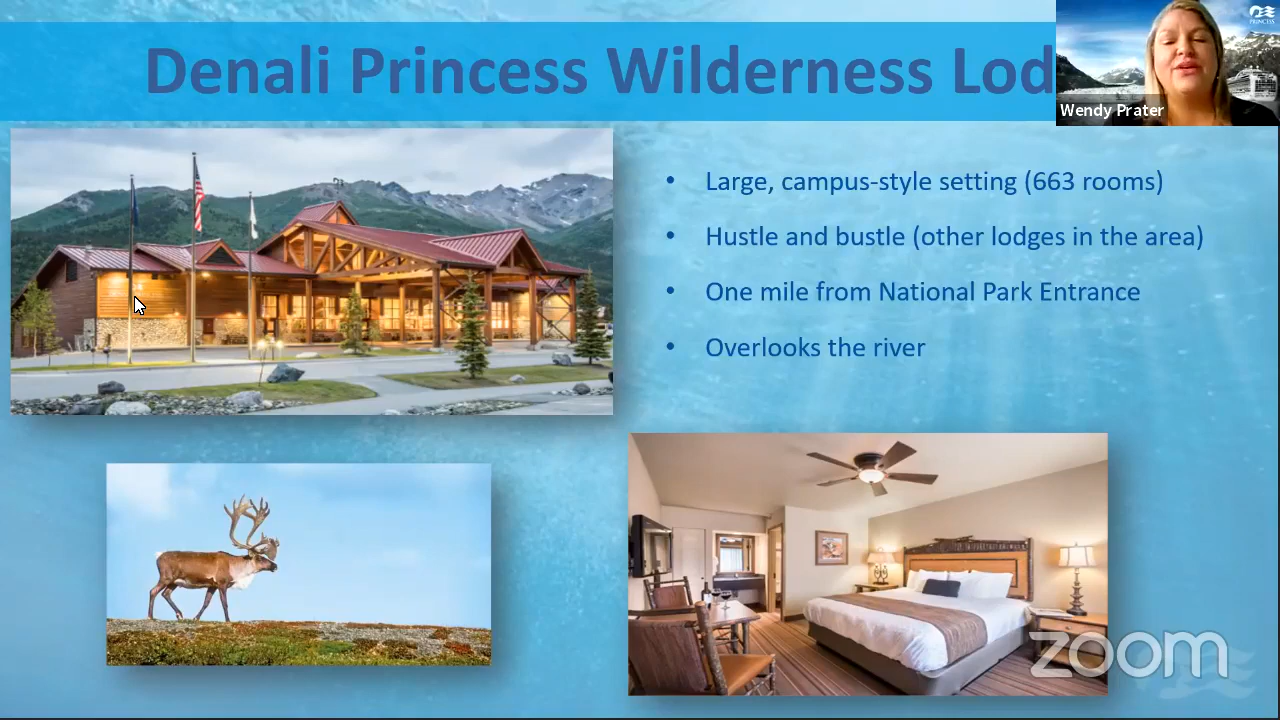 Denali Princess Wilderness Lod
PRINCESS
Wendy Prater
• Large, campus-style setting (663 rooms)
• Hustle and bustle (other lodges in the area)
• One mile from National Park Entrance
• Overlooks the river
zoom